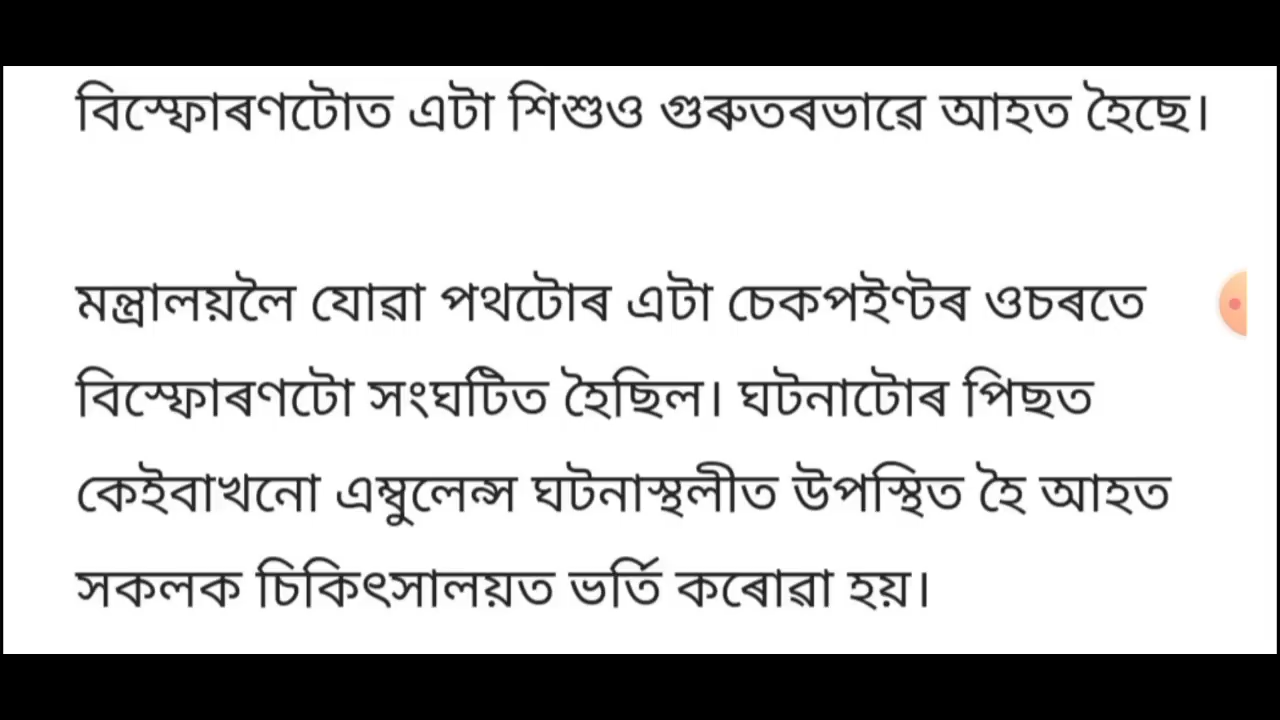 বিস্ফোৰণটোত এটা শিশুও গুৰুতৰভাৱে আহত হৈছে।
মন্ত্ৰালয়লৈ যোৱা পথটোৰ এটা চেকপইণ্টৰ ওচৰতে
বিস্ফোৰণটো সংঘটিত হৈছিল। ঘটনাটোৰ পিছত
কেইবাখনো এম্বুলেন্স ঘটনাস্থলীত উপস্থিত হৈ আহত
সকলক চিকিৎসালয়ত ভৰ্তি কৰোৱা হয়।